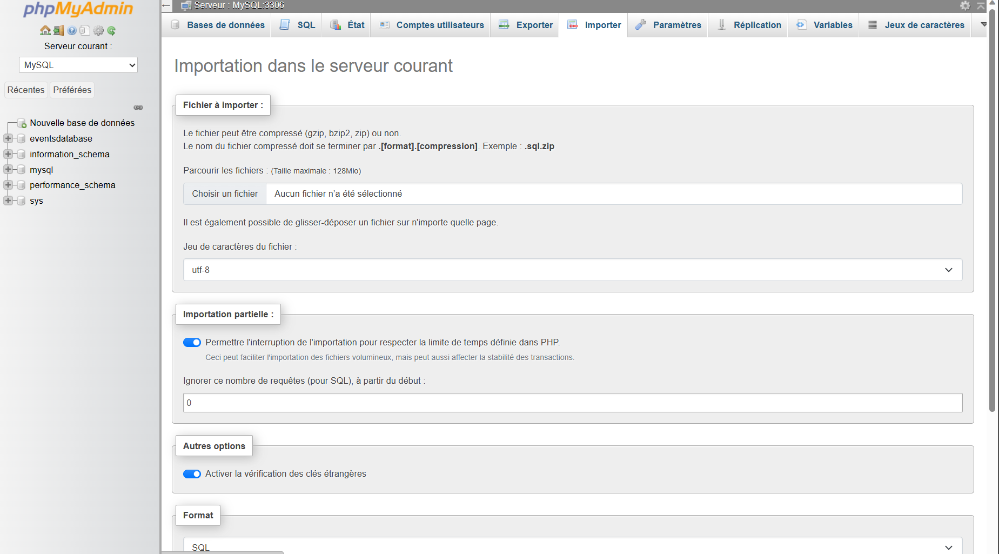 phpMyAdmin
Serveur courant :
MySQL
Récentes
Préférées
Nouvelle base de données
eventsdatabase
information_schema
mysql
performance_schema
sys
Serveur : MySQL:3306
Bases de données
SQL
État
Comptes utilisateurs
Exporter
Importer
Paramètres
Réplication
Variables
Jeux de caractères
Importation dans le serveur courant
Fichier à importer :
Le fichier peut être compressé (gzip, bzip2, zip) ou non.
Le nom du fichier compressé doit se terminer par .[format].[compression]. Exemple : .sql.zip
Parcourir les fichiers : (Taille maximale : 128Mio)
Choisir un fichier
Aucun fichier n’a été sélectionné
Il est également possible de glisser-déposer un fichier sur n'importe quelle page.
Jeu de caractères du fichier :
utf-8
Importation partielle :
Permettre l'interruption de l'importation pour respecter la limite de temps définie dans PHP.
Ceci peut faciliter l'importation des fichiers volumineux, mais peut aussi affecter la stabilité des transactions.
Ignorer ce nombre de requêtes (pour SQL), à partir du début :
0
Autres options
Activer la vérification des clés étrangères
Format
SQL